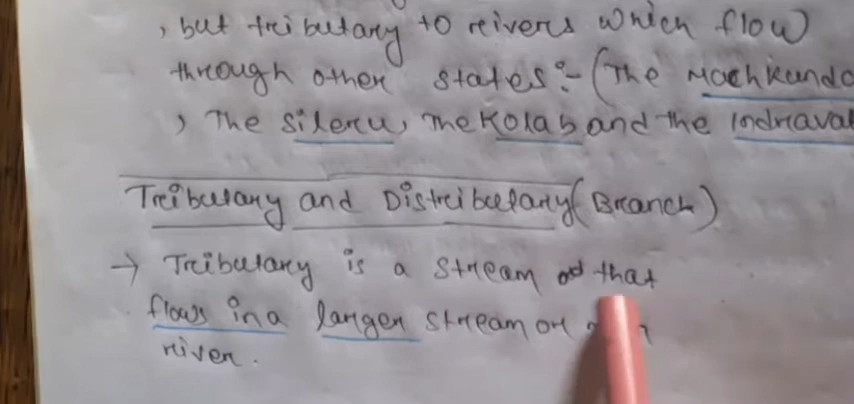 , but tributary to rivers which flow
through other states:- (The Machkund
, The Sileru, The Kolab and the Indraval
Tributary and Distributary (Branch)
→ Tributary is a stream that
flows in a larger stream or
river.